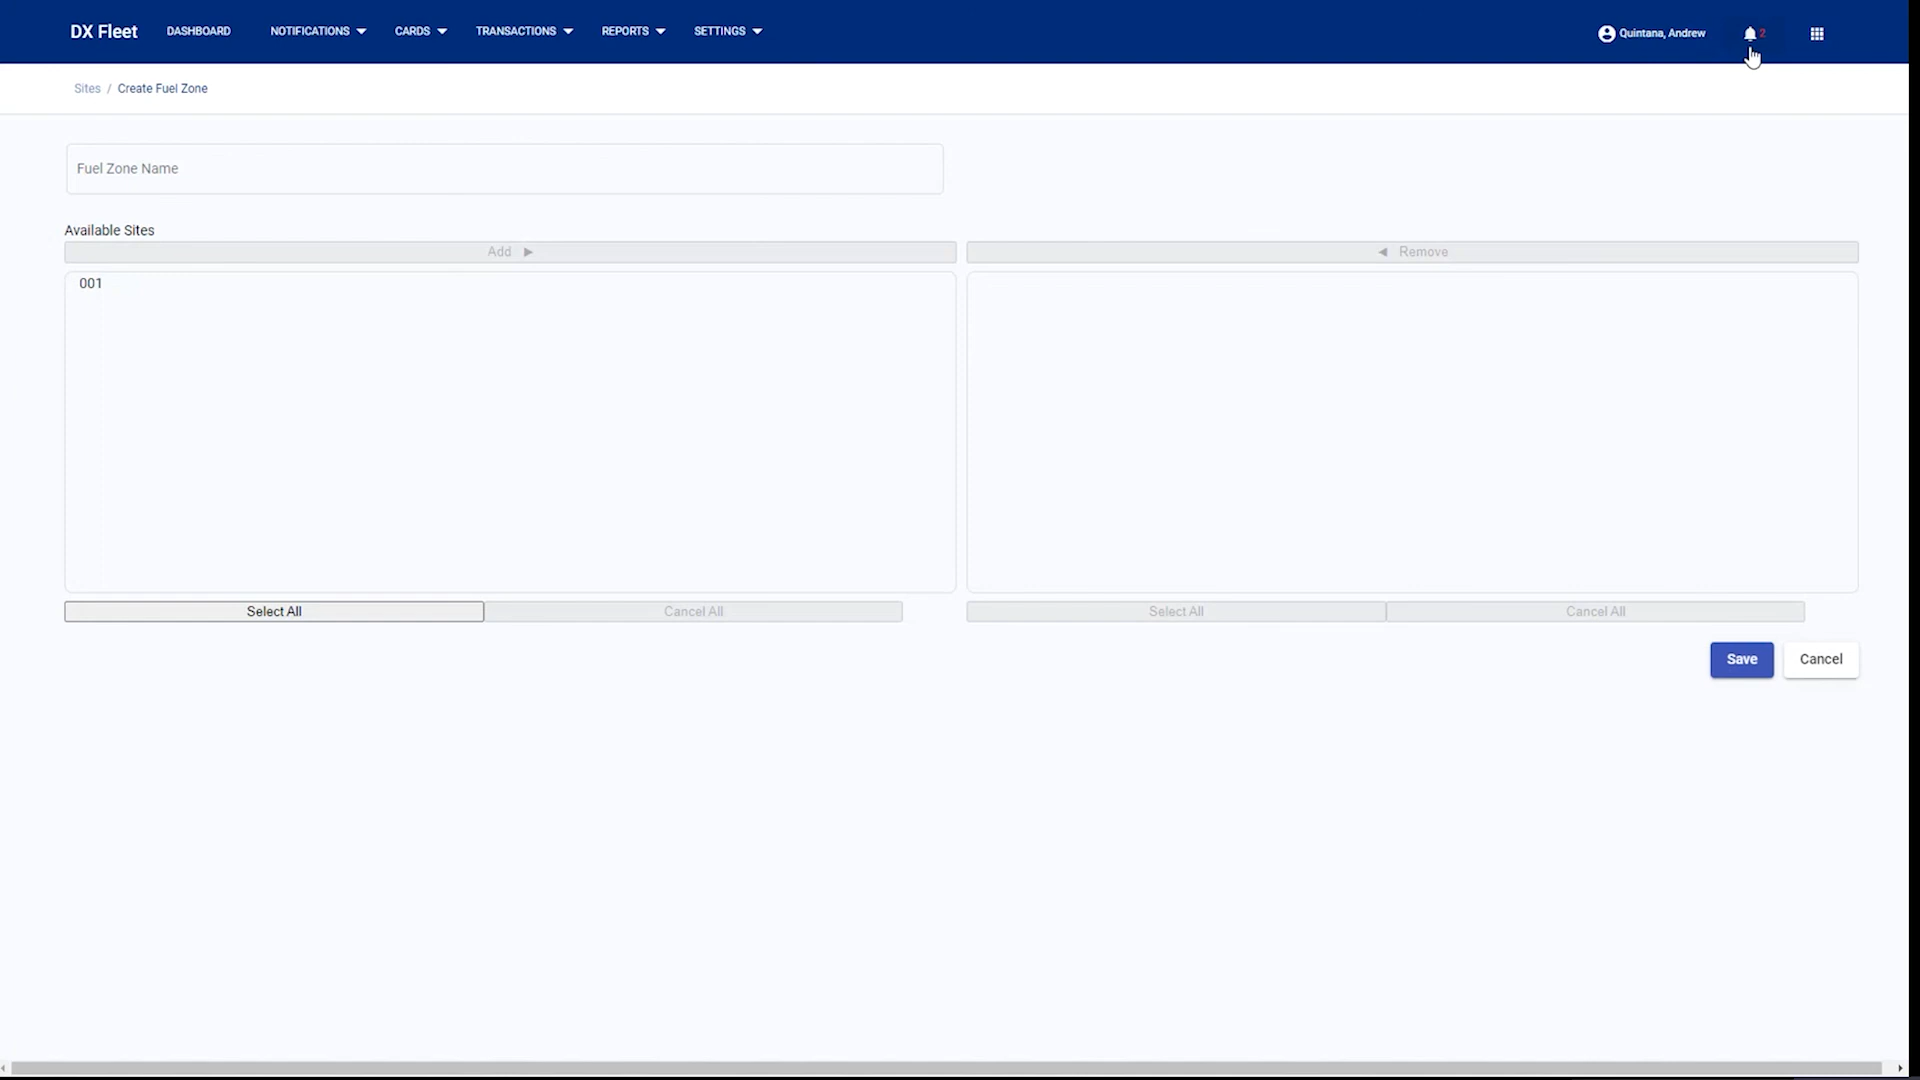 DX Fleet DASHBOARD NOTIFICATIONS CARDS TRANSACTIONS REPORTS SETTINGS Quintana, Andrew 2
Sites / Create Fuel Zone
Fuel Zone Name
Available Sites
Add Remove
001
Select All Cancel All Select All Cancel All
Save Cancel